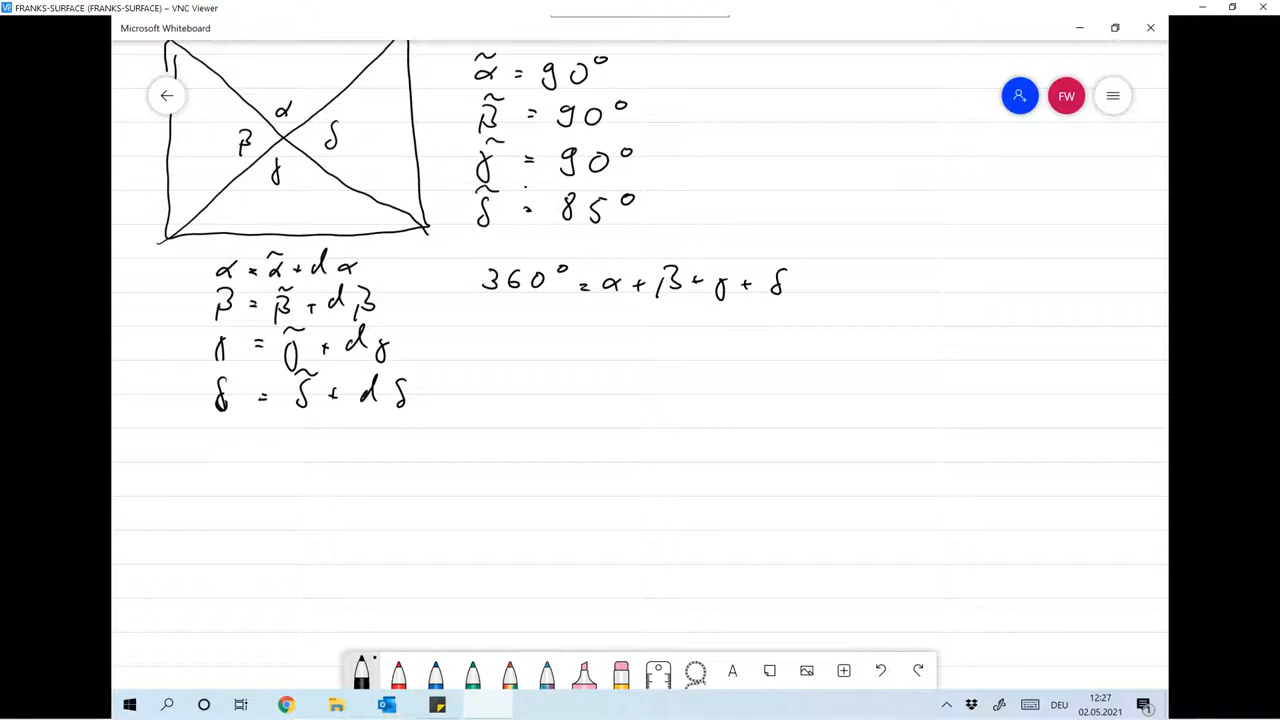 FRANKS-SURFACE (FRANKS-SURFACE) – VNC Viewer
Microsoft Whiteboard
FW
α
β
δ
γ
α̃ = 90°
β̃ = 90°
γ̃ = 90°
δ̃ = 85°
α = α̃ + dα
β = β̃ + dβ
γ = γ̃ + dγ
δ = δ̃ + dδ
360° = α + β + γ + δ
A
DEU
12:27
02.05.2021
1